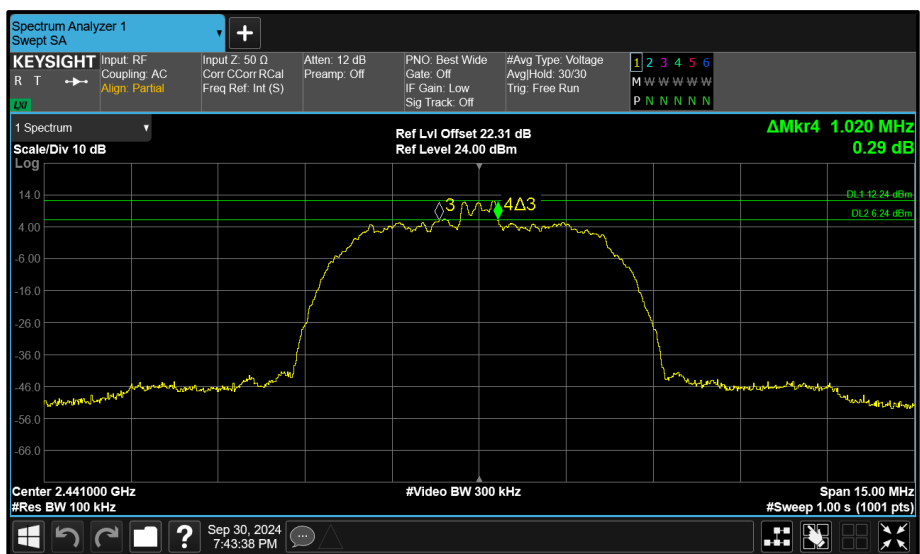 Spectrum Analyzer 1
Swept SA
KEYSIGHT
R T
LXI
Input: RF
Coupling: AC
Align: Partial
Input Z: 50 Ω
Corr CCorr RCal
Freq Ref: Int (S)
Atten: 12 dB
Preamp: Off
PNO: Best Wide
Gate: Off
IF Gain: Low
Sig Track: Off
#Avg Type: Voltage
Avg|Hold: 30/30
Trig: Free Run
1 2 3 4 5 6
M W W W W W
P N N N N N
1 Spectrum
Scale/Div 10 dB
Log
Ref Lvl Offset 22.31 dB
Ref Level 24.00 dBm
ΔMkr4 1.020 MHz
0.29 dB
14.0
4.00
-6.00
-16.0
-26.0
-36.0
-46.0
-56.0
-66.0
3
4Δ3
DL1 12.24 dBm
DL2 6.24 dBm
Center 2.441000 GHz
#Res BW 100 kHz
#Video BW 300 kHz
Span 15.00 MHz
#Sweep 1.00 s (1001 pts)
?
Sep 30, 2024
7:43:38 PM